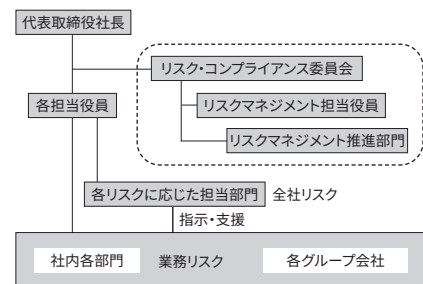 代表取締役社長
リスク・コンプライアンス委員会
各担当役員
リスクマネジメント担当役員
リスクマネジメント推進部門
各リスクに応じた担当部門 全社リスク
指示・支援
社内各部門 業務リスク 各グループ会社